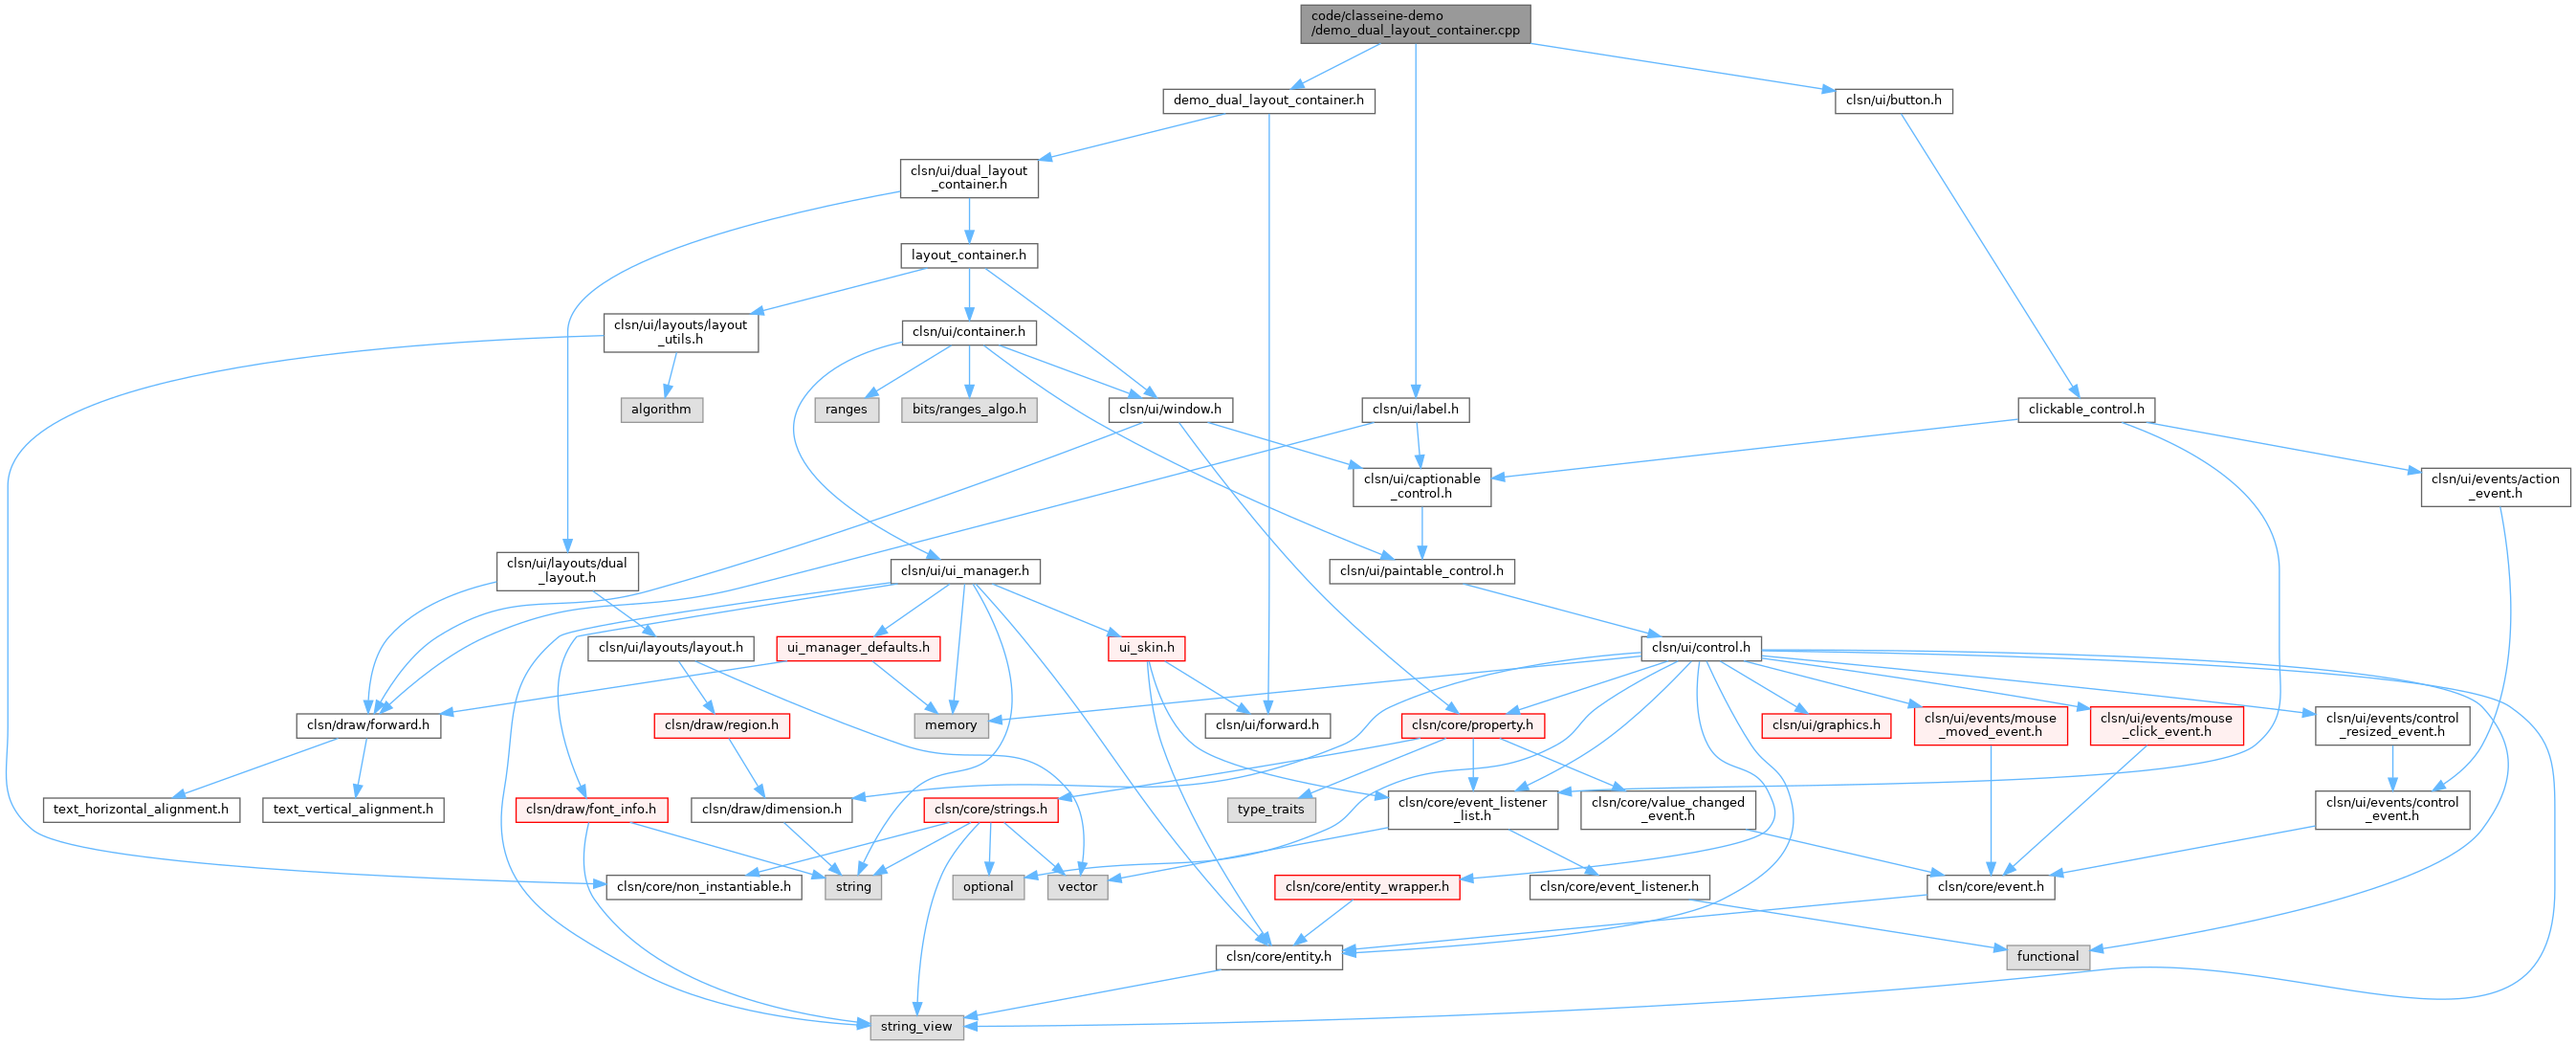 code/classeine-demo
/demo_dual_layout_container.cpp
demo_dual_layout_container.h
clsn/ui/button.h
clsn/ui/dual_layout
_container.h
layout_container.h
clsn/ui/layouts/layout
_utils.h
clsn/ui/container.h
algorithm
ranges
bits/ranges_algo.h
clsn/ui/window.h
clsn/ui/label.h
clickable_control.h
clsn/ui/captionable
_control.h
clsn/ui/events/action
_event.h
clsn/ui/layouts/dual
_layout.h
clsn/ui/ui_manager.h
clsn/ui/paintable_control.h
clsn/ui/layouts/layout.h
ui_manager_defaults.h
ui_skin.h
clsn/ui/control.h
clsn/draw/forward.h
clsn/draw/region.h
memory
clsn/ui/forward.h
clsn/core/property.h
clsn/ui/graphics.h
clsn/ui/events/mouse
_moved_event.h
clsn/ui/events/mouse
_click_event.h
clsn/ui/events/control
_resized_event.h
text_horizontal_alignment.h
text_vertical_alignment.h
clsn/draw/font_info.h
clsn/draw/dimension.h
clsn/core/strings.h
type_traits
clsn/core/event_listener
_list.h
clsn/core/value_changed
_event.h
clsn/ui/events/control
_event.h
clsn/core/non_instantiable.h
string
optional
vector
clsn/core/entity_wrapper.h
clsn/core/event_listener.h
clsn/core/event.h
clsn/core/entity.h
functional
string_view